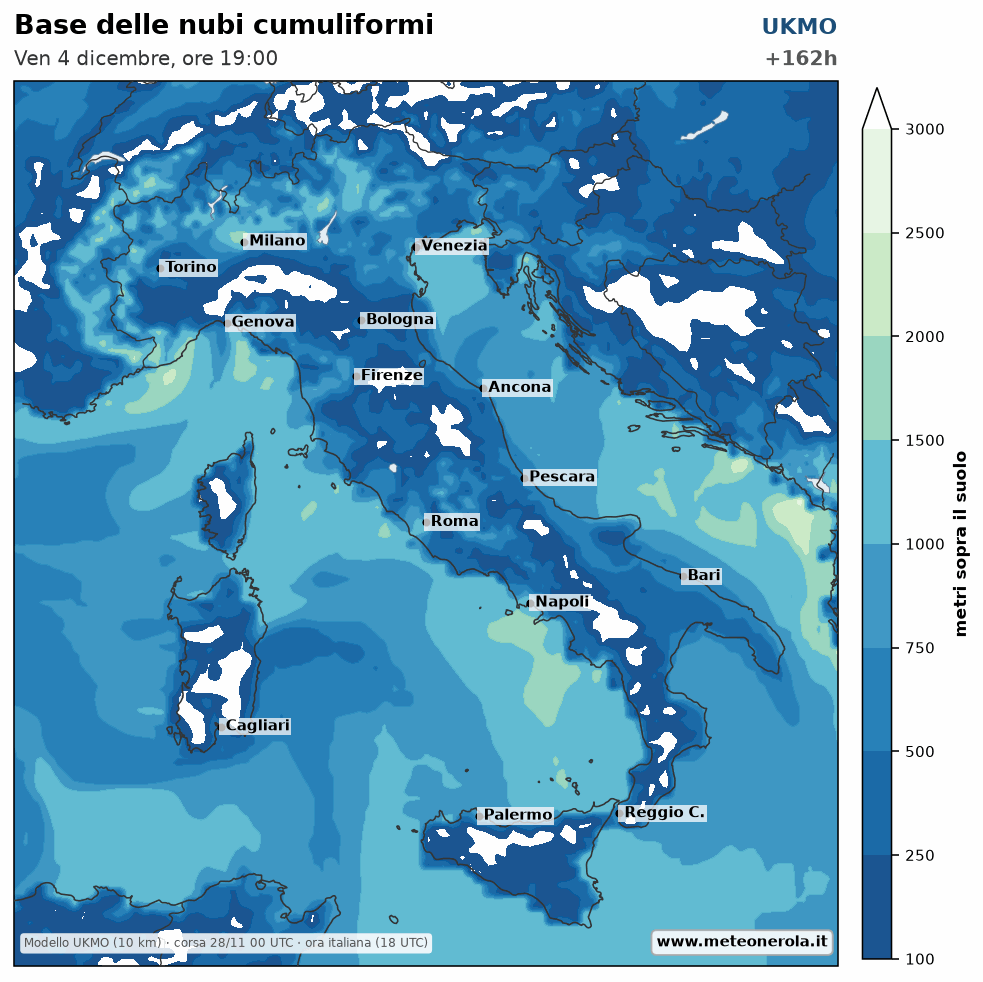 Base delle nubi cumuliformi
UKMO
Ven 4 dicembre, ore 19:00
+162h
3000
2500
2000
1500
1000
750
500
250
100
metri sopra il suolo
Milano
Venezia
Torino
Genova
Bologna
Firenze
Ancona
Pescara
Roma
Bari
Napoli
Cagliari
Palermo
Reggio C.
Modello UKMO (10 km) · corsa 28/11 00 UTC · ora italiana (18 UTC)
www.meteonerola.it